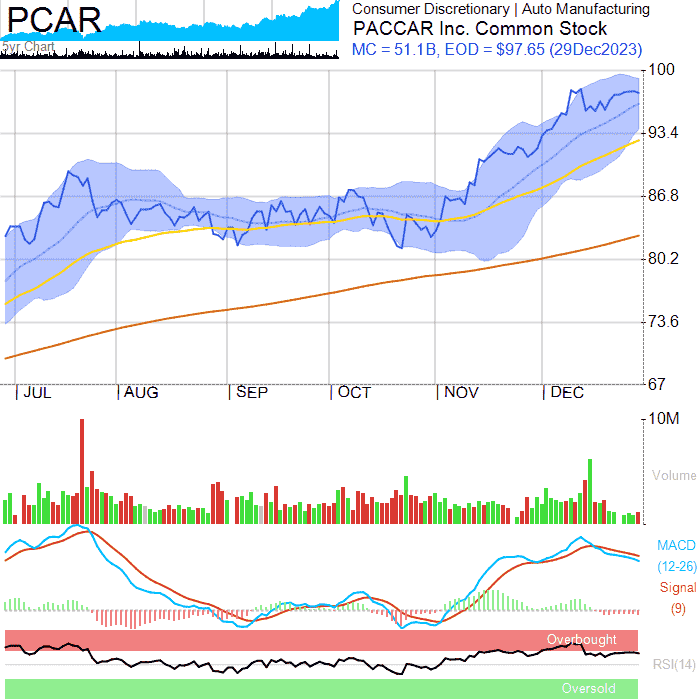 PCAR
5yr Chart
Consumer Discretionary | Auto Manufacturing
PACCAR Inc. Common Stock
MC = 51.1B, EOD = $97.65 (29Dec2023)
100
93.4
86.8
80.2
73.6
67
JUL AUG SEP OCT NOV DEC
10M
Volume
MACD
(12-26)
Signal
(9)
Overbought
RSI(14)
Oversold